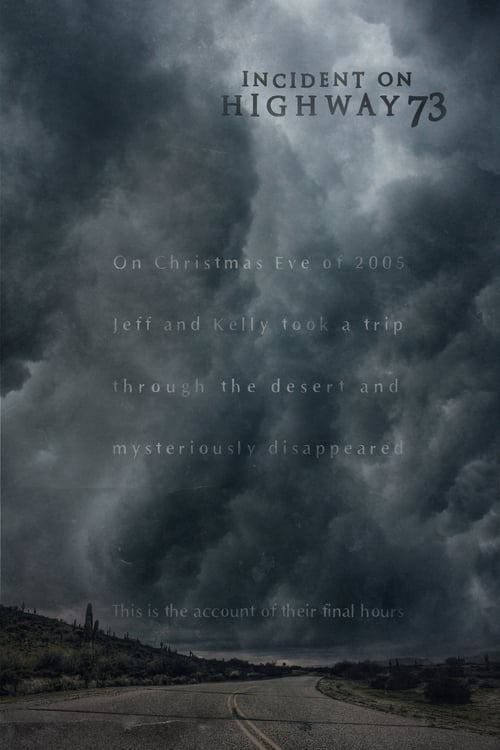 INCIDENT ON
HIGHWAY 73
On Christmas Eve of 2005
Jeff and Kelly took a trip
through the desert and
mysteriously disappeared
This is the account of their final hours